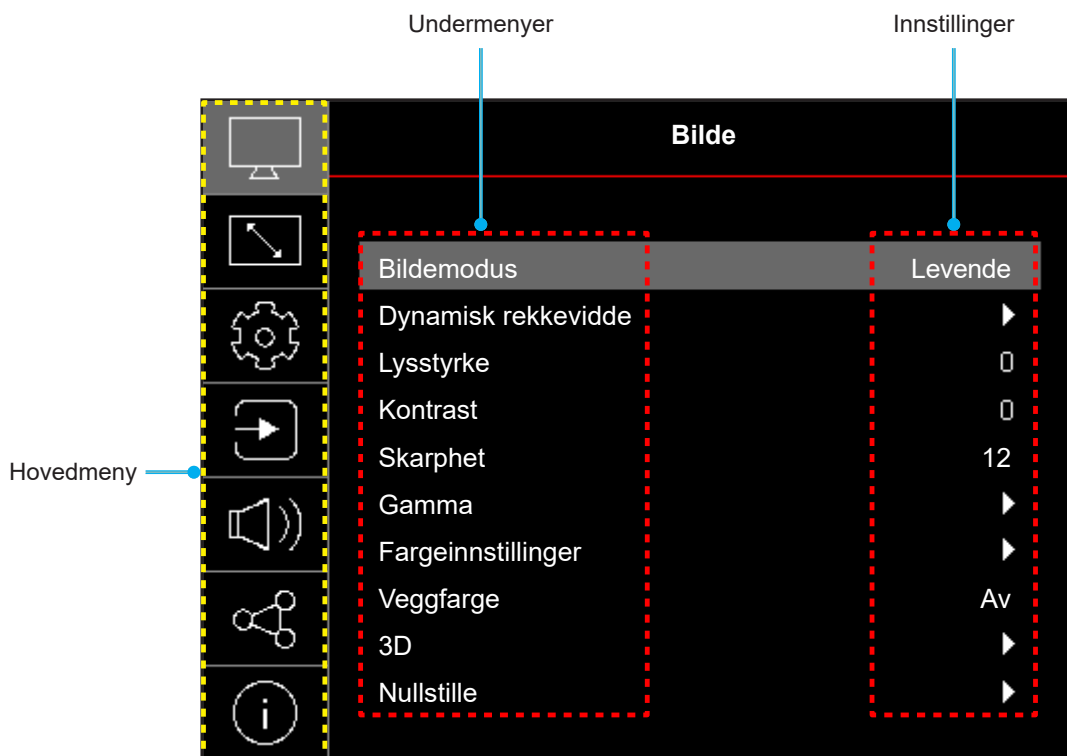 Undermenyer Innstillinger
Bilde
Bildemodus Levende
Dynamisk rekkevidde
Lysstyrke 0
Kontrast 0
Hovedmeny
Skarphet 12
Gamma
Fargeinnstillinger
Veggfarge Av
3D
Nullstille
i